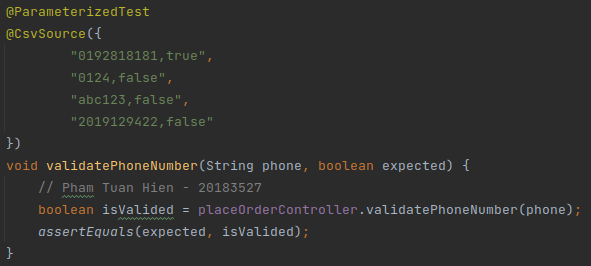 @ParameterizedTest
@CsvSource({
"0192818181,true",
"0124,false",
"abc123,false",
"2019129422,false"
})
void validatePhoneNumber(String phone, boolean expected) {
// Pham Tuan Hien - 20183527
boolean isValided = placeOrderController.validatePhoneNumber(phone);
assertEquals(expected, isValided);
}